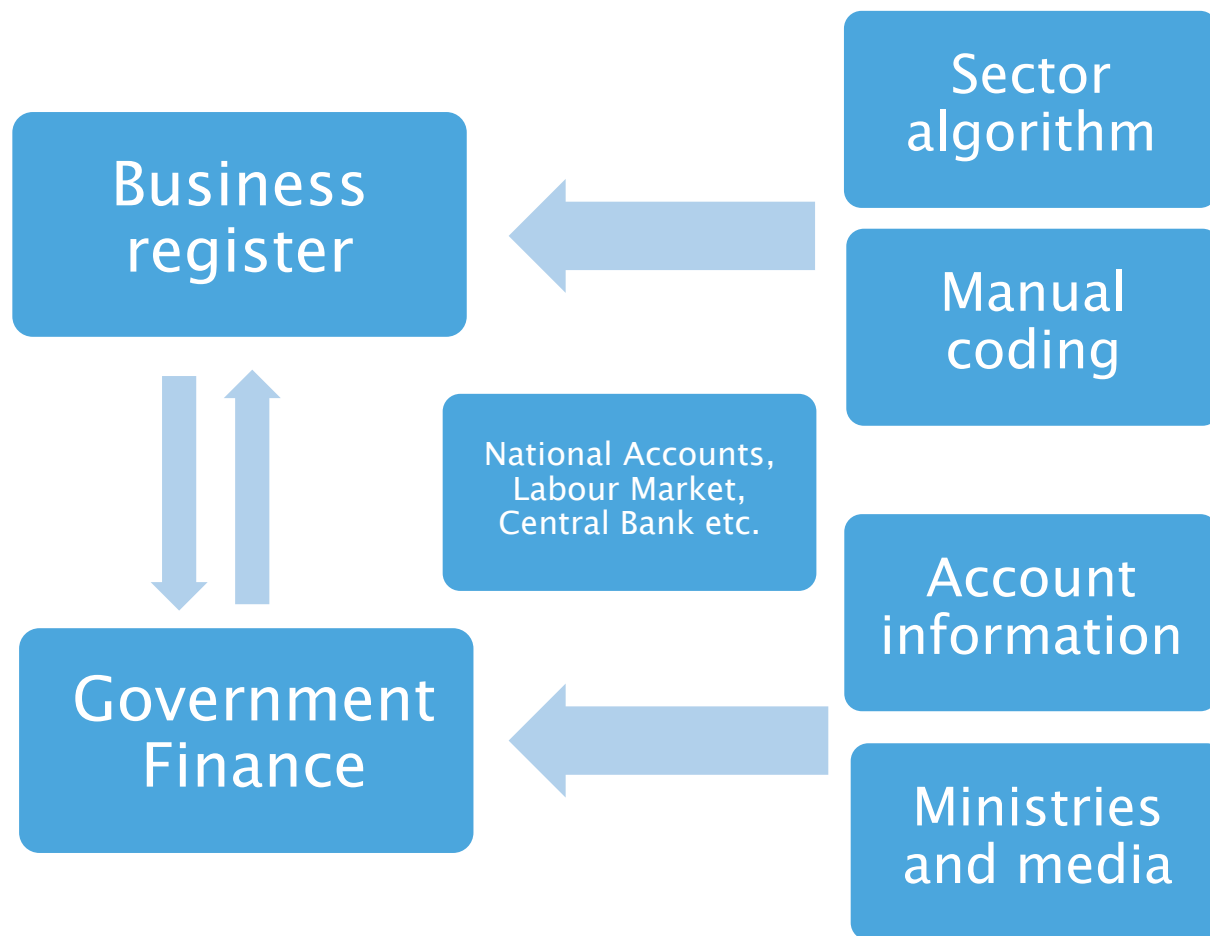 Sector
algorithm
Business
register
Manual
coding
National Accounts,
Labour Market,
Central Bank etc.
Account
information
Government
Finance
Ministries
and media